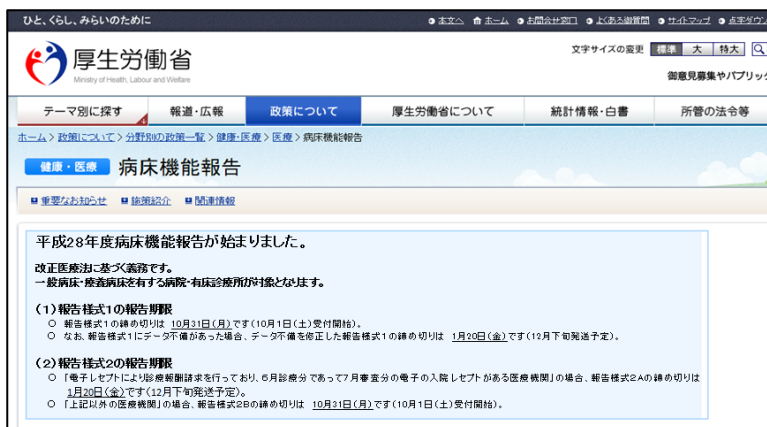 ひと、くらし、みらいのために
本文へ ホーム お問合せ窓口 よくある御質問 サイトマップ 点字ダウン
厚生労働省
Ministry of Health, Labour and Welfare
文字サイズの変更 標準 大 特大
御意見募集やパブリッ
テーマ別に探す 報道・広報 政策について 厚生労働省について 統計情報・白書 所管の法令等
ホーム > 政策について > 分野別の政策一覧 > 健康・医療 > 医療 > 病床機能報告
健康・医療 病床機能報告
重要なお知らせ 施策紹介 関連情報
平成28年度病床機能報告が始まりました。
改正医療法に基づく義務です。
一般病床・療養病床を有する病院・有床診療所が対象となります。
(1)報告様式1の報告期限
○ 報告様式1の締め切りは 10月31日(月)です(10月1日(土)受付開始)。
○ なお、報告様式1にデータ不備があった場合、データ不備を修正した報告様式1の締め切りは 1月20日(金)です(12月下旬発送予定)。
(2)報告様式2の報告期限
○ 「電子レセプトにより診療報酬請求を行っており、6月診療分であって7月審査分の電子の入院レセプトがある医療機関」の場合、報告様式2Aの締め切りは
1月20日(金)です(12月下旬発送予定)。
○ 「上記以外の医療機関」の場合、報告様式2Bの締め切りは 10月31日(月)です(10月1日(土)受付開始)。